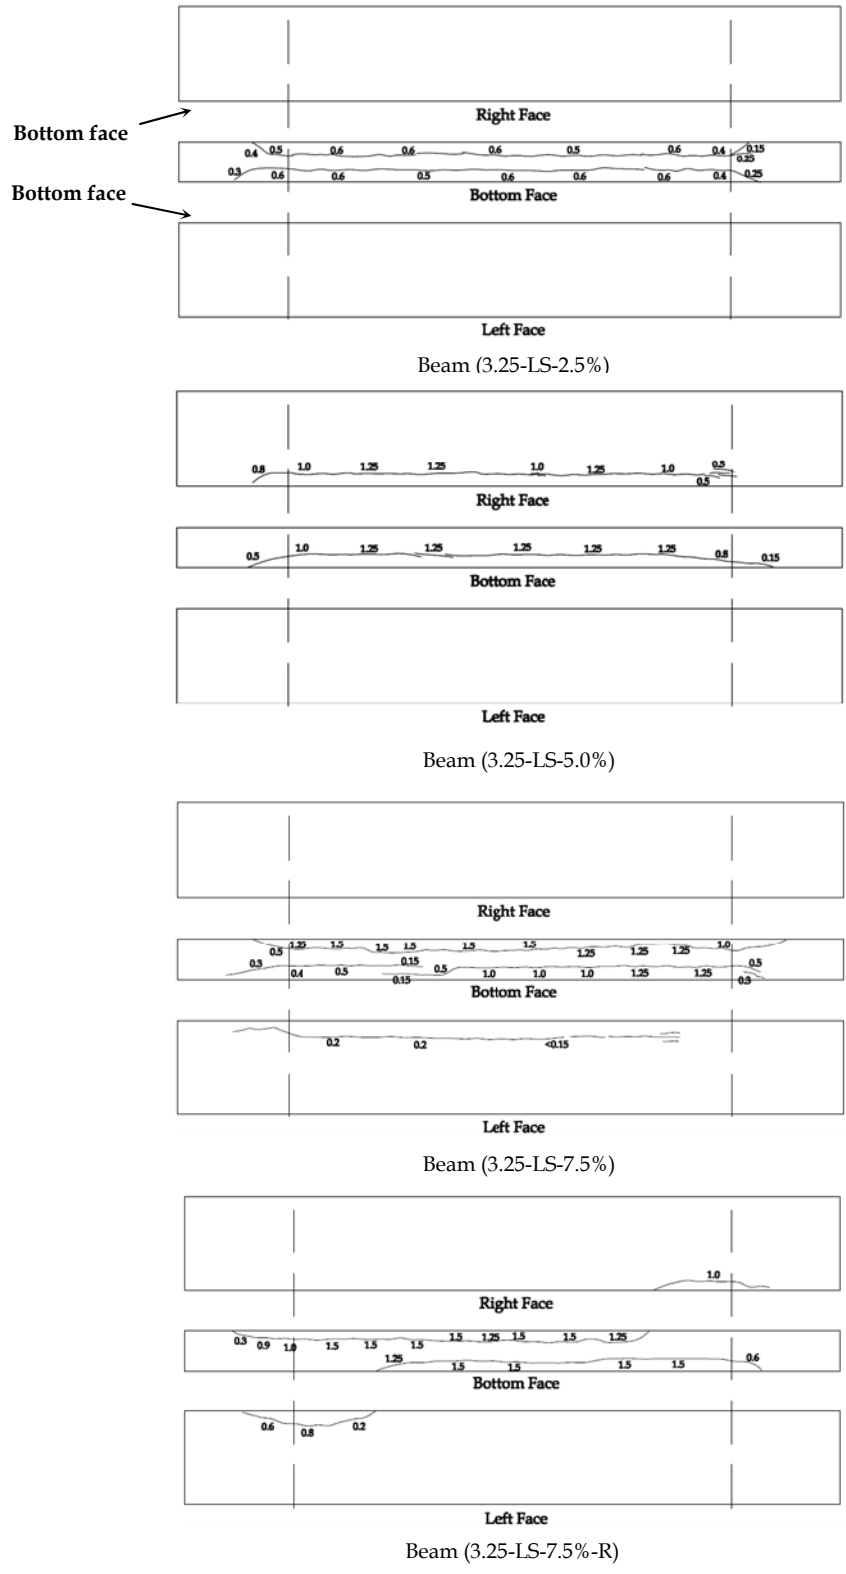 Right Face
Bottom face
0.4 0.5 0.6 0.6 0.6 0.5 0.6 0.4 0.15
0.25
0.3 0.6 0.6 0.5 0.6 0.6 0.6 0.4 0.25
Bottom face
Bottom Face
Left Face
Beam (3.25-LS-2.5%)
0.8 1.0 1.25 1.25 1.0 1.25 1.0 0.5
0.5
Right Face
0.5 1.0 1.25 1.25 1.25 1.25 1.25 0.8 0.15
Bottom Face
Left Face
Beam (3.25-LS-5.0%)
Right Face
0.5 1.25 1.5 1.5 1.5 1.5 1.5 1.25 1.25 1.25 1.0
0.3 0.15 0.5
0.4 0.5 0.15 0.5 1.0 1.0 1.0 1.25 1.25 0.3
Bottom Face
0.2 0.2 <0.15
Left Face
Beam (3.25-LS-7.5%)
1.0
Right Face
0.3 0.9 1.0 1.5 1.5 1.5 1.5 1.25 1.5 1.5 1.25
1.25 1.5 1.5 1.5 1.5 0.6
Bottom Face
0.6 0.8 0.2
Left Face
Beam (3.25-LS-7.5%-R)